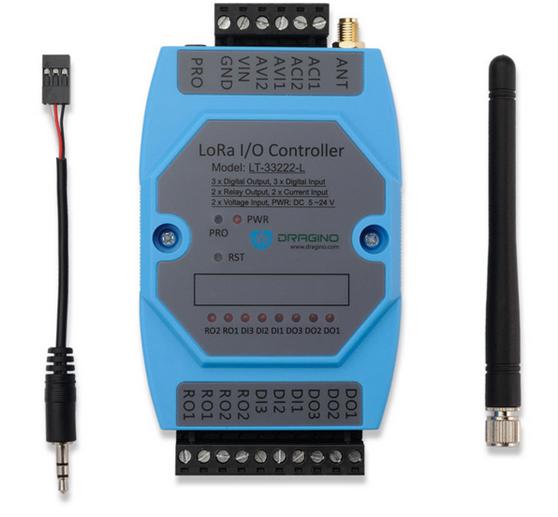 PRO GND VIN AVI2 AVI1 ACI2 ACI1 ANT
LoRa I/O Controller
Model: LT-33222-L
3 x Digital Output, 3 x Digital Input
2 x Relay Output, 2 x Current Input
2 x Voltage Input, PWR: DC 5 ~24 V
PWR
PRO
DRAGINO
www.dragino.com
RST
RO2 RO1 DI3 DI2 DI1 DO3 DO2 DO1
RO1 RO1 RO2 RO2 DI3 DI2 DI1 DO3 DO2 DO1